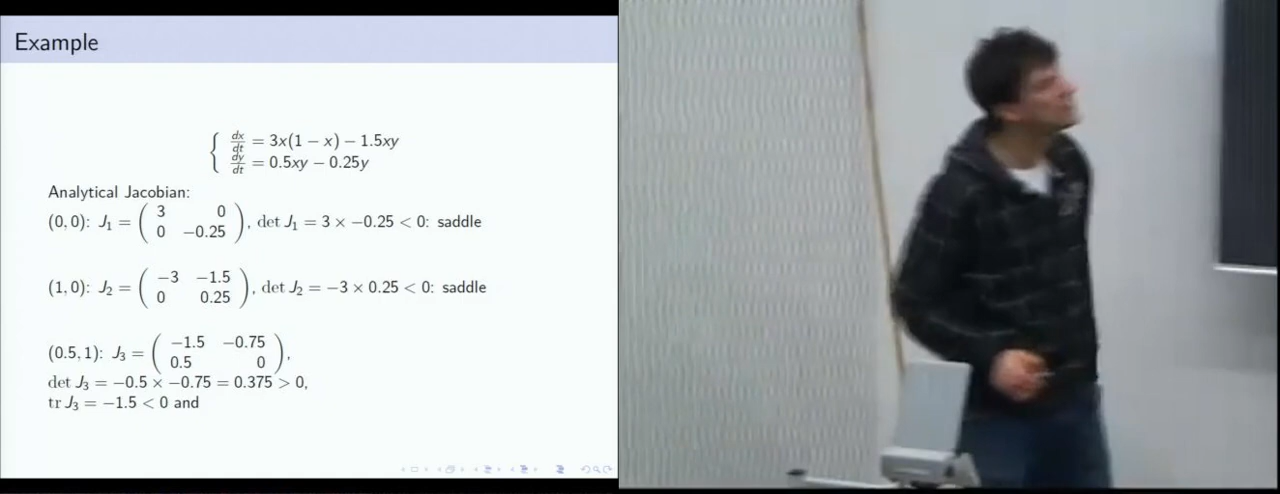 Example
dx/dt = 3x(1 − x) − 1.5xy
dy/dt = 0.5xy − 0.25y
Analytical Jacobian:
(0, 0): J₁ = ( 3 0 ; 0 −0.25 ), det J₁ = 3 × −0.25 < 0: saddle
(1, 0): J₂ = ( −3 −1.5 ; 0 0.25 ), det J₂ = −3 × 0.25 < 0: saddle
(0.5, 1): J₃ = ( −1.5 −0.75 ; 0.5 0 ),
det J₃ = −0.5 × −0.75 = 0.375 > 0,
tr J₃ = −1.5 < 0 and